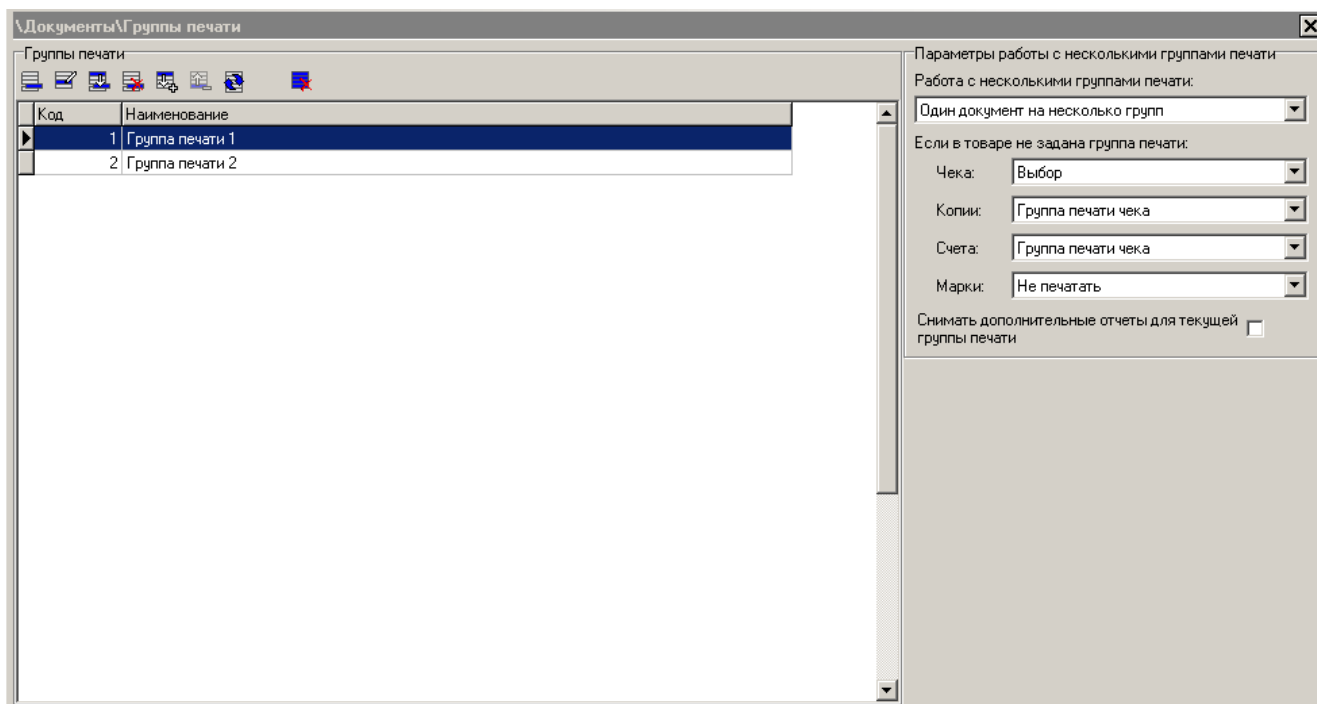 \Документы\Группы печати
Группы печати
Код Наименование
1 Группа печати 1
2 Группа печати 2
Параметры работы с несколькими группами печати
Работа с несколькими группами печати:
Один документ на несколько групп
Если в товаре не задана группа печати:
Чека: Выбор
Копии: Группа печати чека
Счета: Группа печати чека
Марки: Не печатать
Снимать дополнительные отчеты для текущей
группы печати